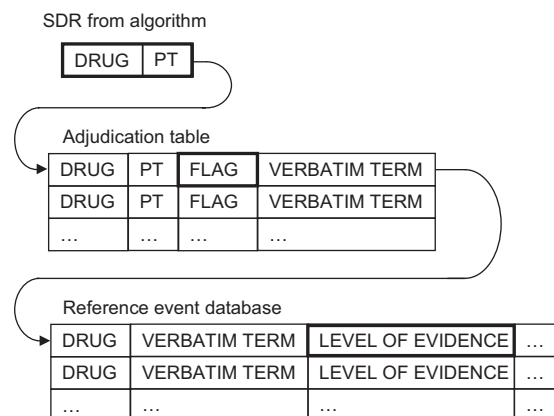 SDR from algorithm
DRUG PT
Adjudication table
DRUG PT FLAG VERBATIM TERM
DRUG PT FLAG VERBATIM TERM
… … … …
Reference event database
DRUG VERBATIM TERM LEVEL OF EVIDENCE …
DRUG VERBATIM TERM LEVEL OF EVIDENCE …
… … … …